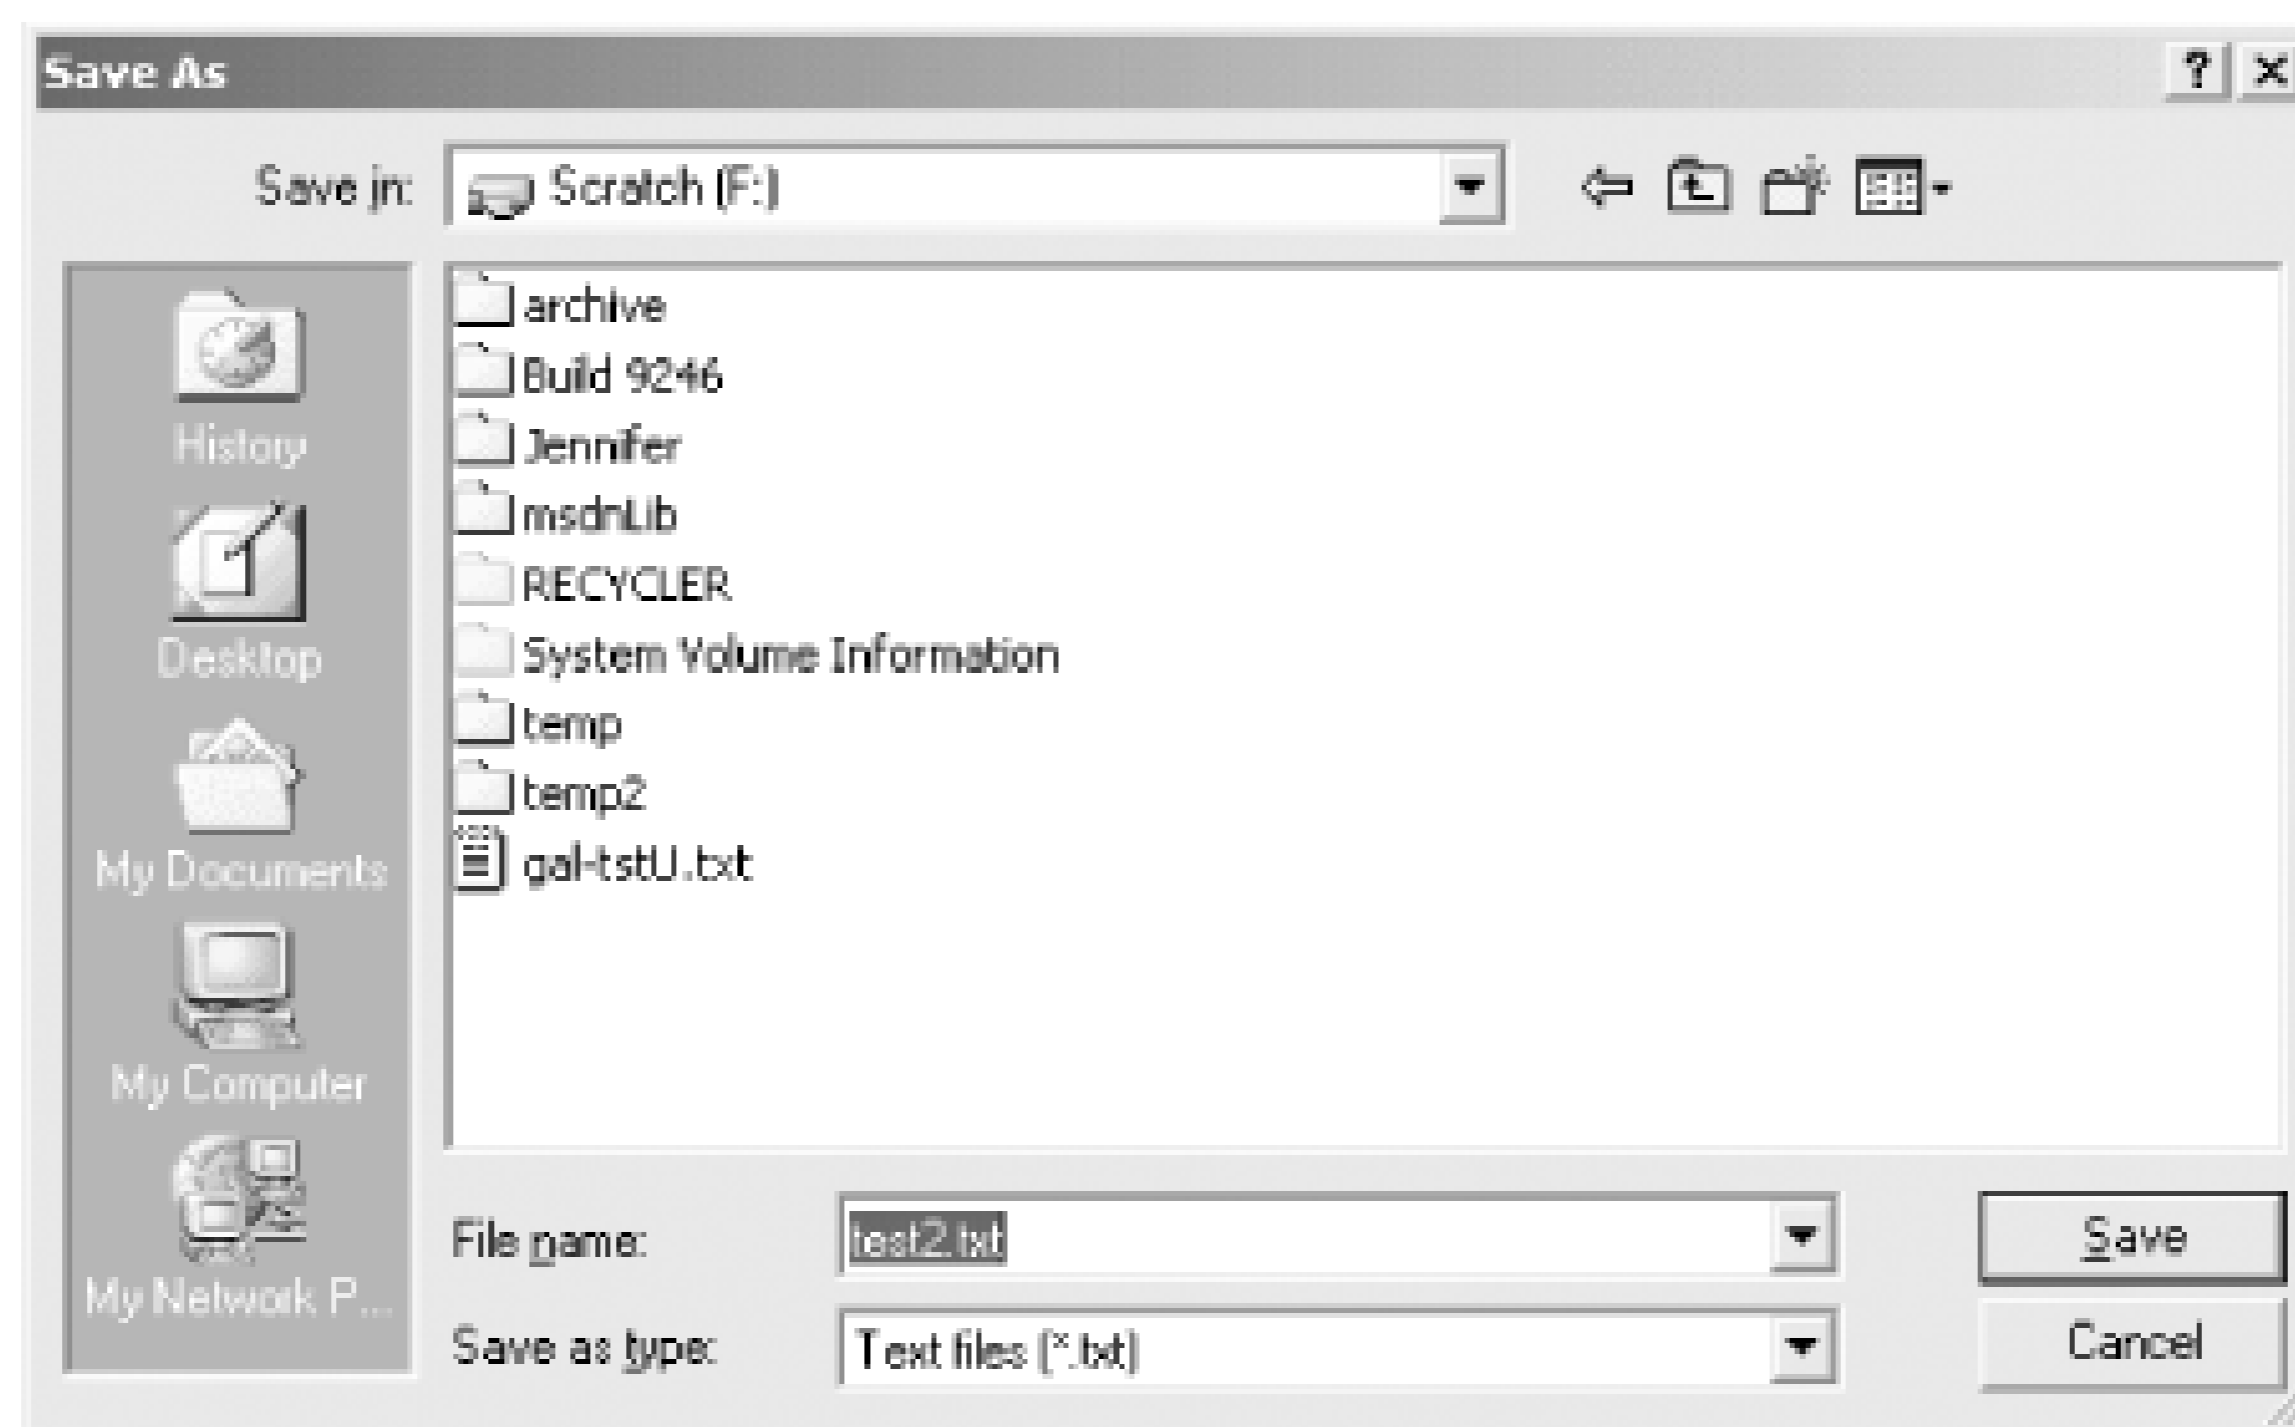 Save As
Save in: Scratch (F:)
History
Desktop
My Documents
My Computer
My Network P...
archive
Build 9246
Jennifer
msdnLib
RECYCLER
System Volume Information
temp
temp2
gal-tstU.txt
File name: test2.txt
Save
Save as type: Text files (*.txt)
Cancel